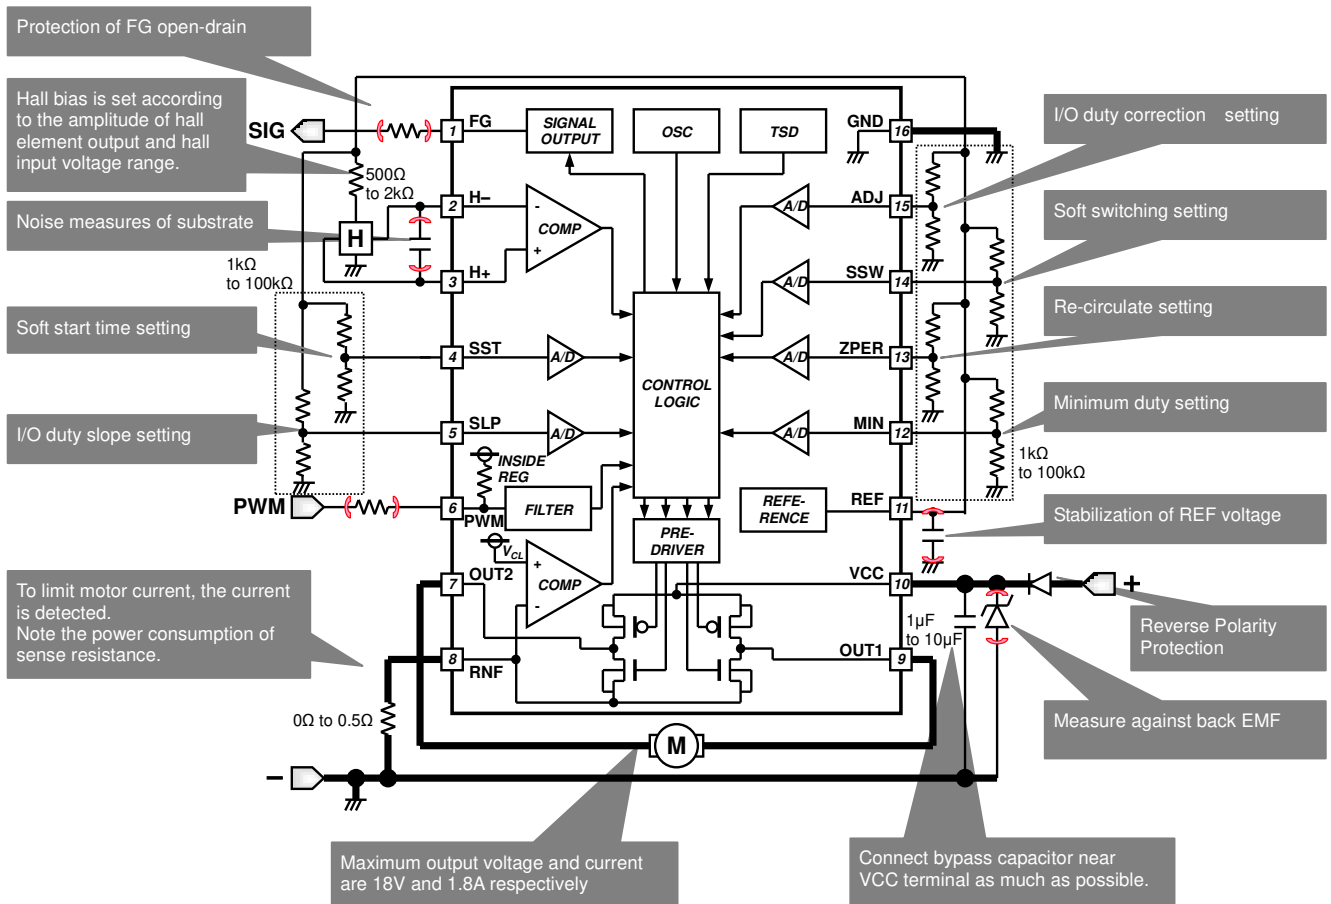 Protection of FG open-drain
Hall bias is set according
to the amplitude of hall
element output and hall
input voltage range.
Noise measures of substrate
Soft start time setting
I/O duty slope setting
To limit motor current, the current
is detected.
Note the power consumption of
sense resistance.
SIG
500Ω
to 2kΩ
H
1kΩ
to 100kΩ
PWM
0Ω to 0.5Ω
−
1
FG
2
H−
3
H+
4
SST
5
SLP
6
PWM
7
OUT2
8
RNF
SIGNAL
OUTPUT
OSC
TSD
-
COMP
+
A/D
A/D
INSIDE
REG
FILTER
VCL
+
COMP
-
CONTROL
LOGIC
PRE-
DRIVER
REFE-
RENCE
A/D
A/D
A/D
A/D
GND
16
ADJ
15
SSW
14
ZPER
13
MIN
12
REF
11
VCC
10
OUT1
9
M
1kΩ
to 100kΩ
1µF
to 10µF
+
I/O duty correction setting
Soft switching setting
Re-circulate setting
Minimum duty setting
Stabilization of REF voltage
Reverse Polarity
Protection
Measure against back EMF
Maximum output voltage and current
are 18V and 1.8A respectively
Connect bypass capacitor near
VCC terminal as much as possible.